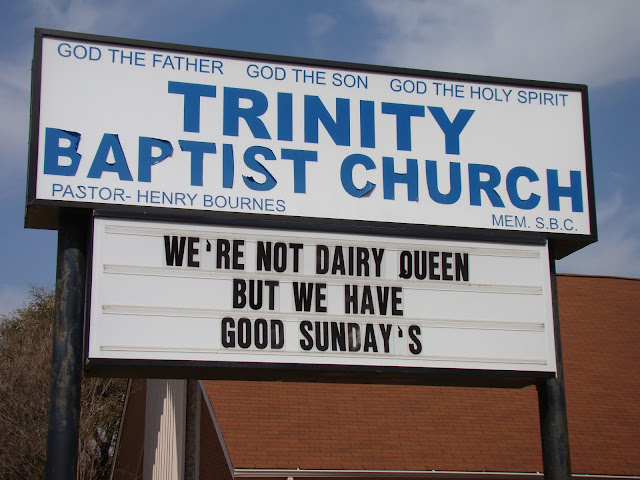 GOD THE FATHER GOD THE SON GOD THE HOLY SPIRIT
TRINITY
BAPTIST CHURCH
PASTOR- HENRY BOURNES
MEM. S.B.C.
WE'RE NOT DAIRY QUEEN
BUT WE HAVE
GOOD SUNDAY'S